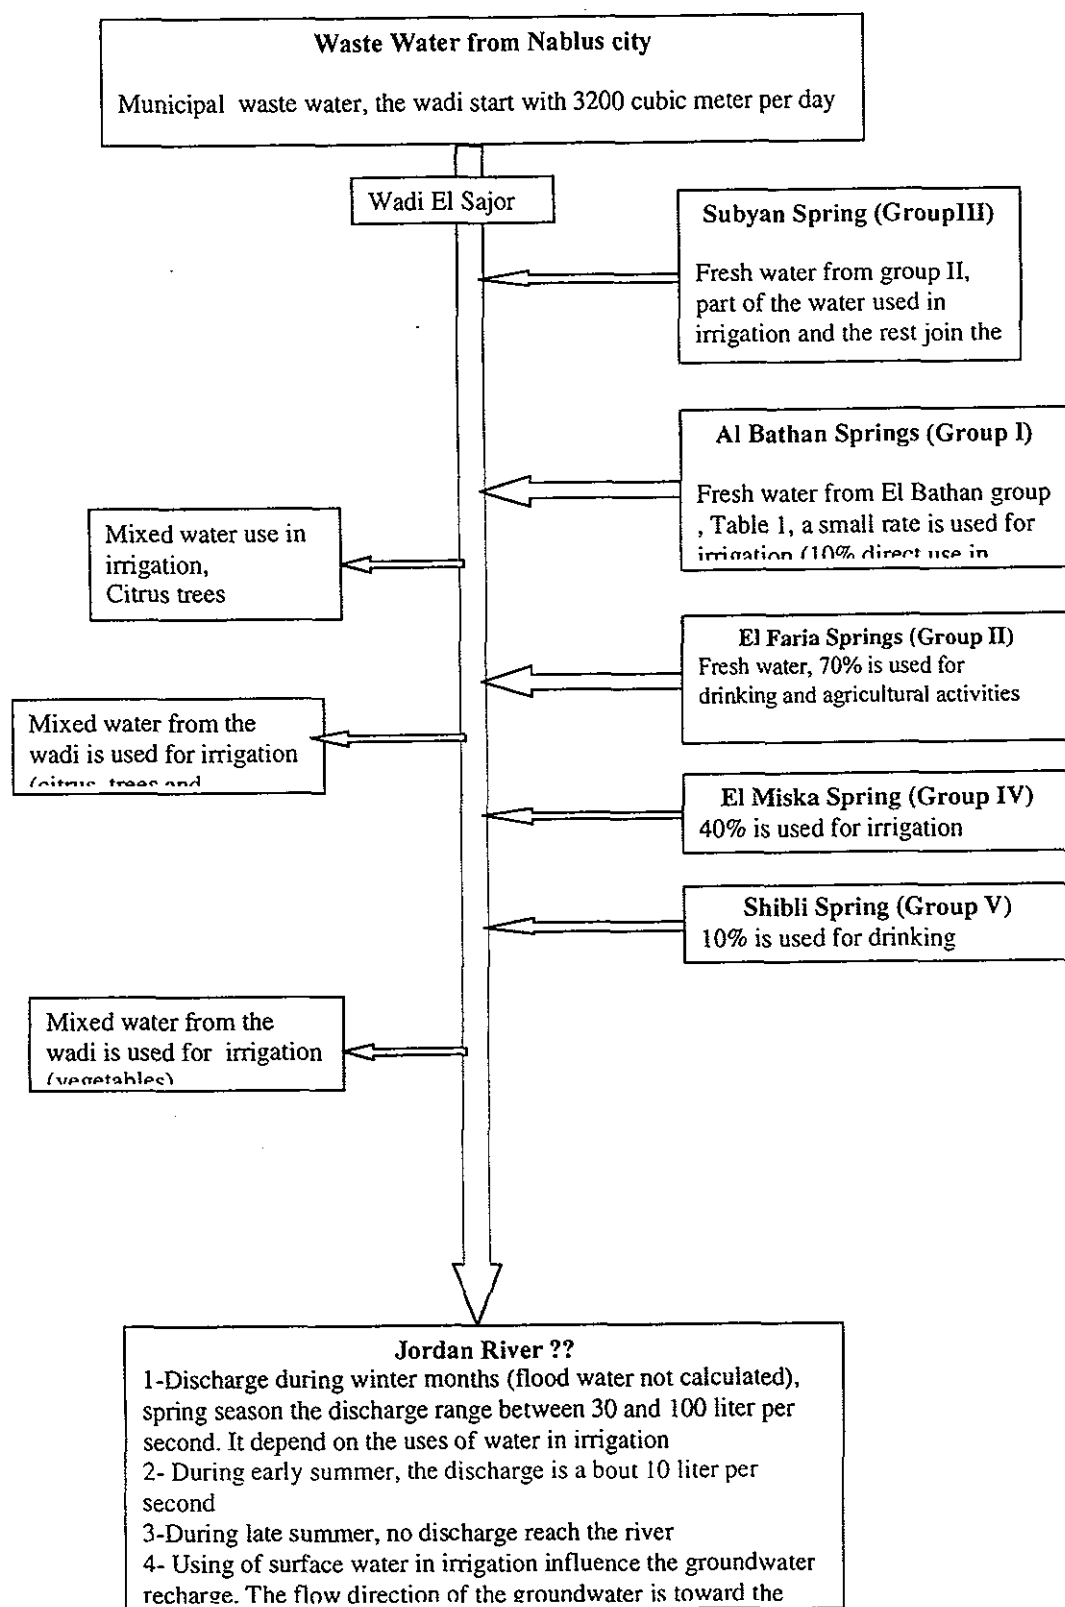 Waste Water from Nablus city
Municipal waste water, the wadi start with 3200 cubic meter per day
Wadi El Sajor
Subyan Spring (GroupIII)
Fresh water from group II,
part of the water used in
irrigation and the rest join the
Al Bathan Springs (Group I)
Fresh water from El Bathan group
, Table 1, a small rate is used for
irrigation (10% direct use in
Mixed water use in
irrigation,
Citrus trees
El Faria Springs (Group II)
Fresh water, 70% is used for
drinking and agricultural activities
Mixed water from the
wadi is used for irrigation
(citrus, trees and
El Miska Spring (Group IV)
40% is used for irrigation
Shibli Spring (Group V)
10% is used for drinking
Mixed water from the
wadi is used for irrigation
(vegetables)
Jordan River ??
1-Discharge during winter months (flood water not calculated),
spring season the discharge range between 30 and 100 liter per
second. It depend on the uses of water in irrigation
2- During early summer, the discharge is a bout 10 liter per
second
3-During late summer, no discharge reach the river
4- Using of surface water in irrigation influence the groundwater
recharge. The flow direction of the groundwater is toward the